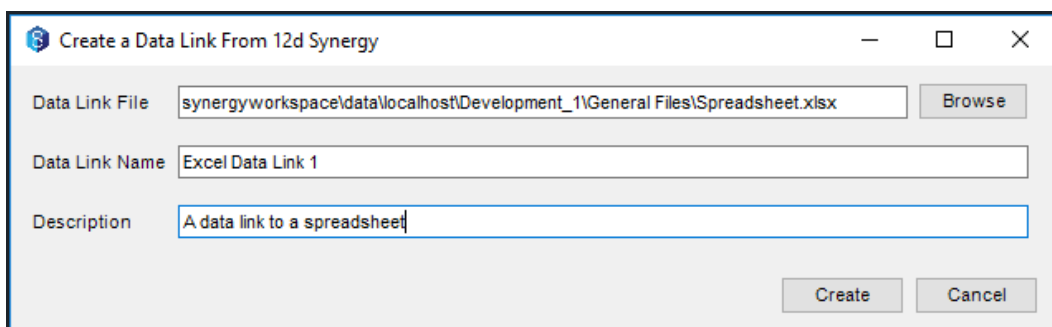 Create a Data Link From 12d Synergy
Data Link File synergyworkspace\data\localhost\Development_1\General Files\Spreadsheet.xlsx Browse
Data Link Name Excel Data Link 1
Description A data link to a spreadsheet
Create Cancel